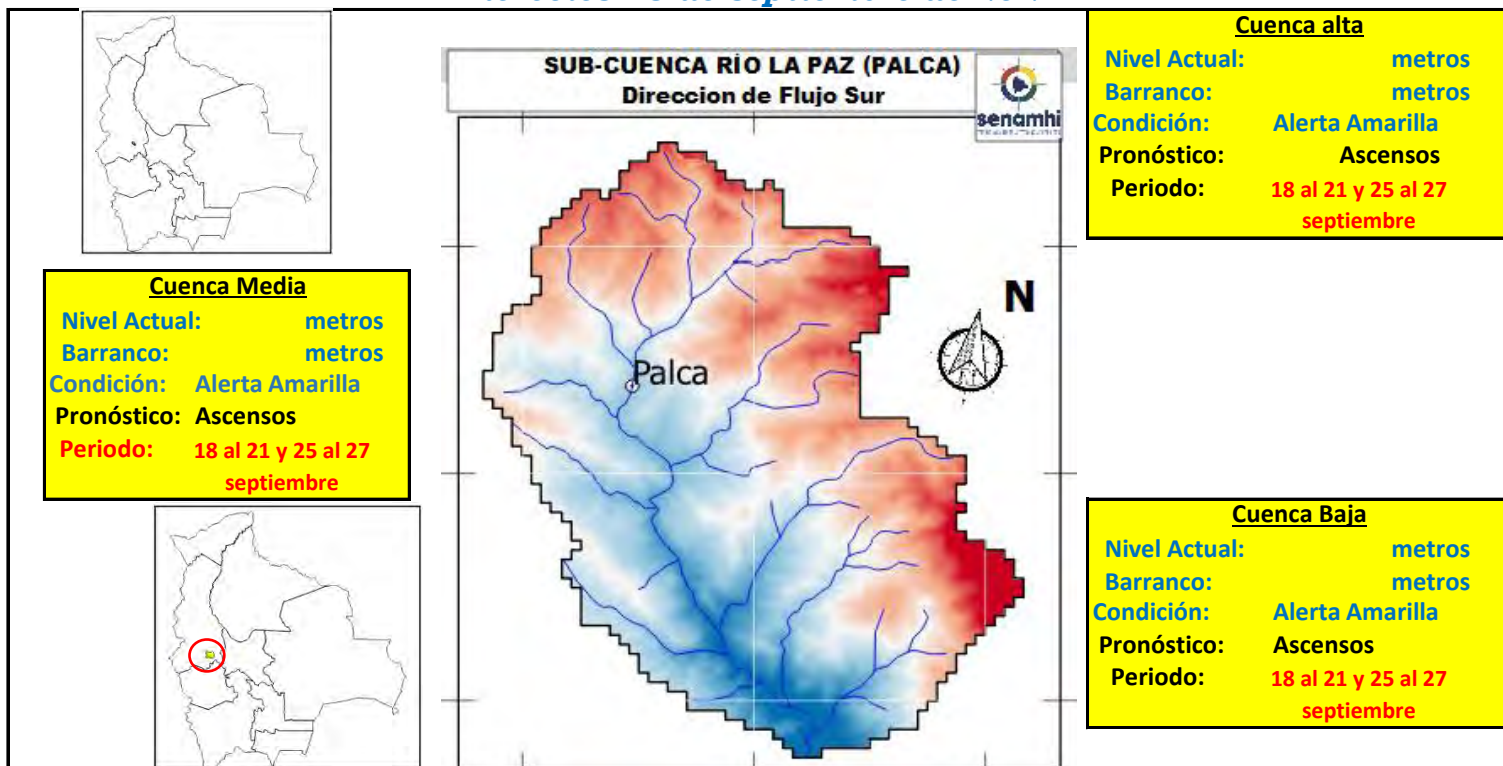 Cuenca alta
Nivel Actual: metros
Barranco: metros
Condición: Alerta Amarilla
Pronóstico: Ascensos
Periodo: 18 al 21 y 25 al 27
septiembre
SUB-CUENCA RÍO LA PAZ (PALCA)
Direccion de Flujo Sur
senamhi
N
Palca
Cuenca Media
Nivel Actual: metros
Barranco: metros
Condición: Alerta Amarilla
Pronóstico: Ascensos
Periodo: 18 al 21 y 25 al 27
septiembre
Cuenca Baja
Nivel Actual: metros
Barranco: metros
Condición: Alerta Amarilla
Pronóstico: Ascensos
Periodo: 18 al 21 y 25 al 27
septiembre